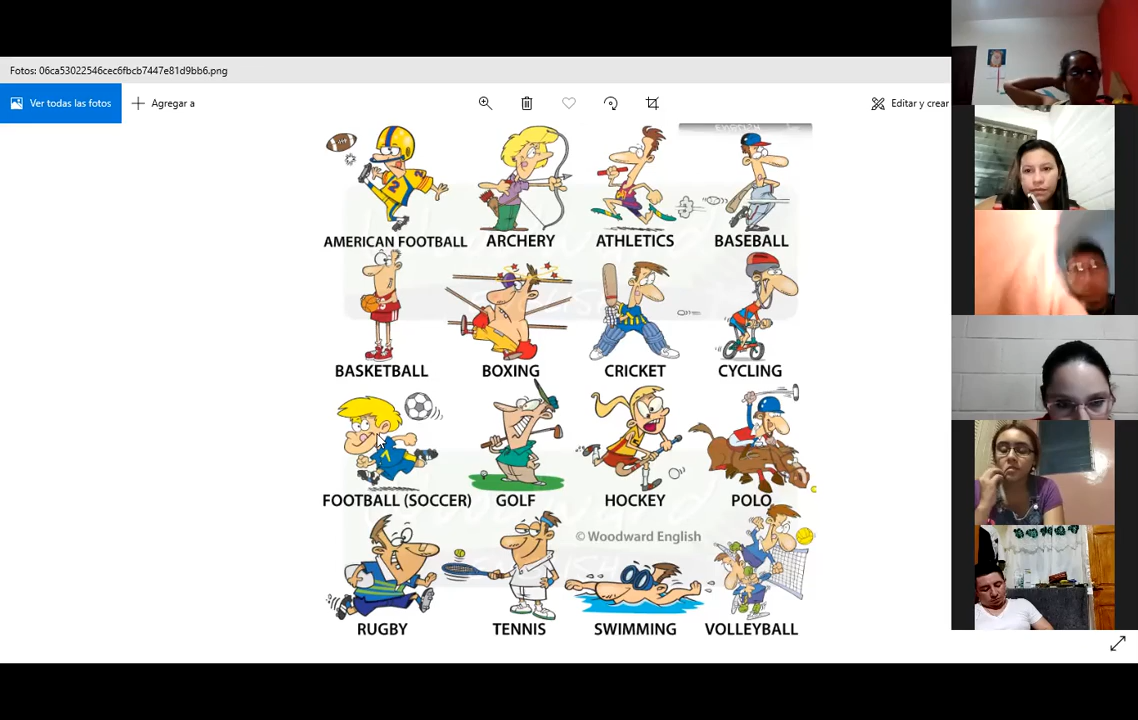 Fotos: 06ca53022546cec6fbcb7447e81d9bb6.png
Ver todas las fotos
Agregar a
Editar y crear
AMERICAN FOOTBALL ARCHERY ATHLETICS BASEBALL
BASKETBALL BOXING CRICKET CYCLING
FOOTBALL (SOCCER) GOLF HOCKEY POLO
© Woodward English
RUGBY TENNIS SWIMMING VOLLEYBALL